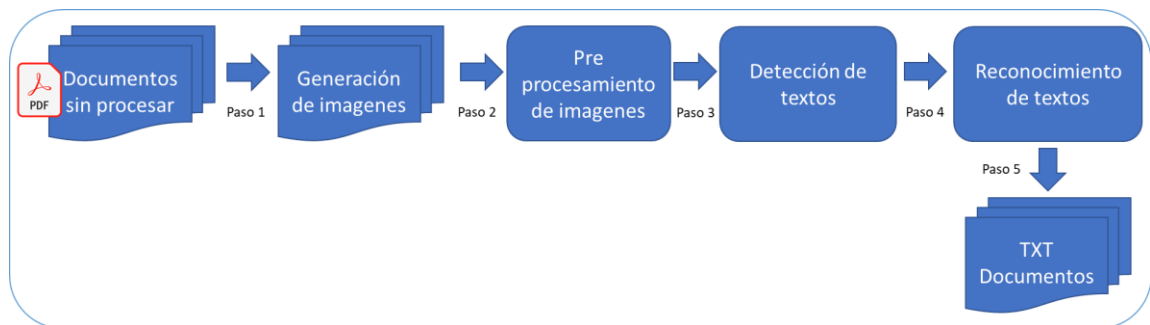 Documentos
sin procesar
PDF
Paso 1
Generación
de imagenes
Paso 2
Pre
procesamiento
de imagenes
Paso 3
Detección de
textos
Paso 4
Reconocimiento
de textos
Paso 5
TXT
Documentos